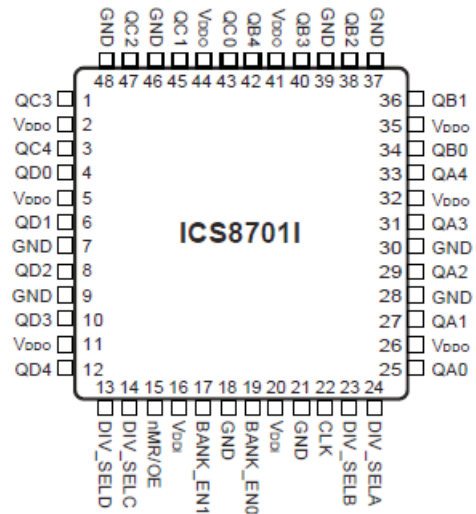 GND QC2 GND QC1 VDDO QC0 QB4 VDDO QB3 GND QB2 GND
48 47 46 45 44 43 42 41 40 39 38 37
QC3 1 36 QB1
VDDO 2 35 VDDO
QC4 3 34 QB0
QD0 4 33 QA4
VDDO 5 32 VDDO
QD1 6 31 QA3
GND 7 30 GND
ICS8701I
QD2 8 29 QA2
GND 9 28 GND
QD3 10 27 QA1
VDDO 11 26 VDDO
QD4 12 25 QA0
13 14 15 16 17 18 19 20 21 22 23 24
DIV_SELD DIV_SELC nMR/OE VDDI BANK_EN1 GND BANK_EN0 VDDI GND CLK DIV_SELB DIV_SELA